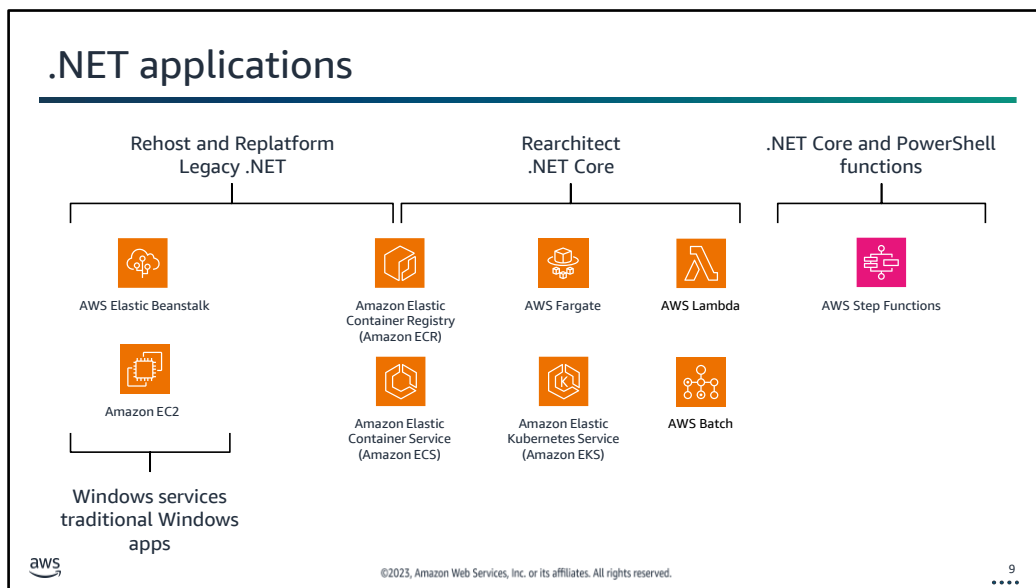 .NET applications
Rehost and Replatform
Legacy .NET
Rearchitect
.NET Core
.NET Core and PowerShell
functions
AWS Elastic Beanstalk
Amazon Elastic
Container Registry
(Amazon ECR)
AWS Fargate
AWS Lambda
AWS Step Functions
Amazon EC2
Amazon Elastic
Container Service
(Amazon ECS)
K
Amazon Elastic
Kubernetes Service
(Amazon EKS)
AWS Batch
Windows services
traditional Windows
apps
aws
©2023, Amazon Web Services, Inc. or its affiliates. All rights reserved.
9